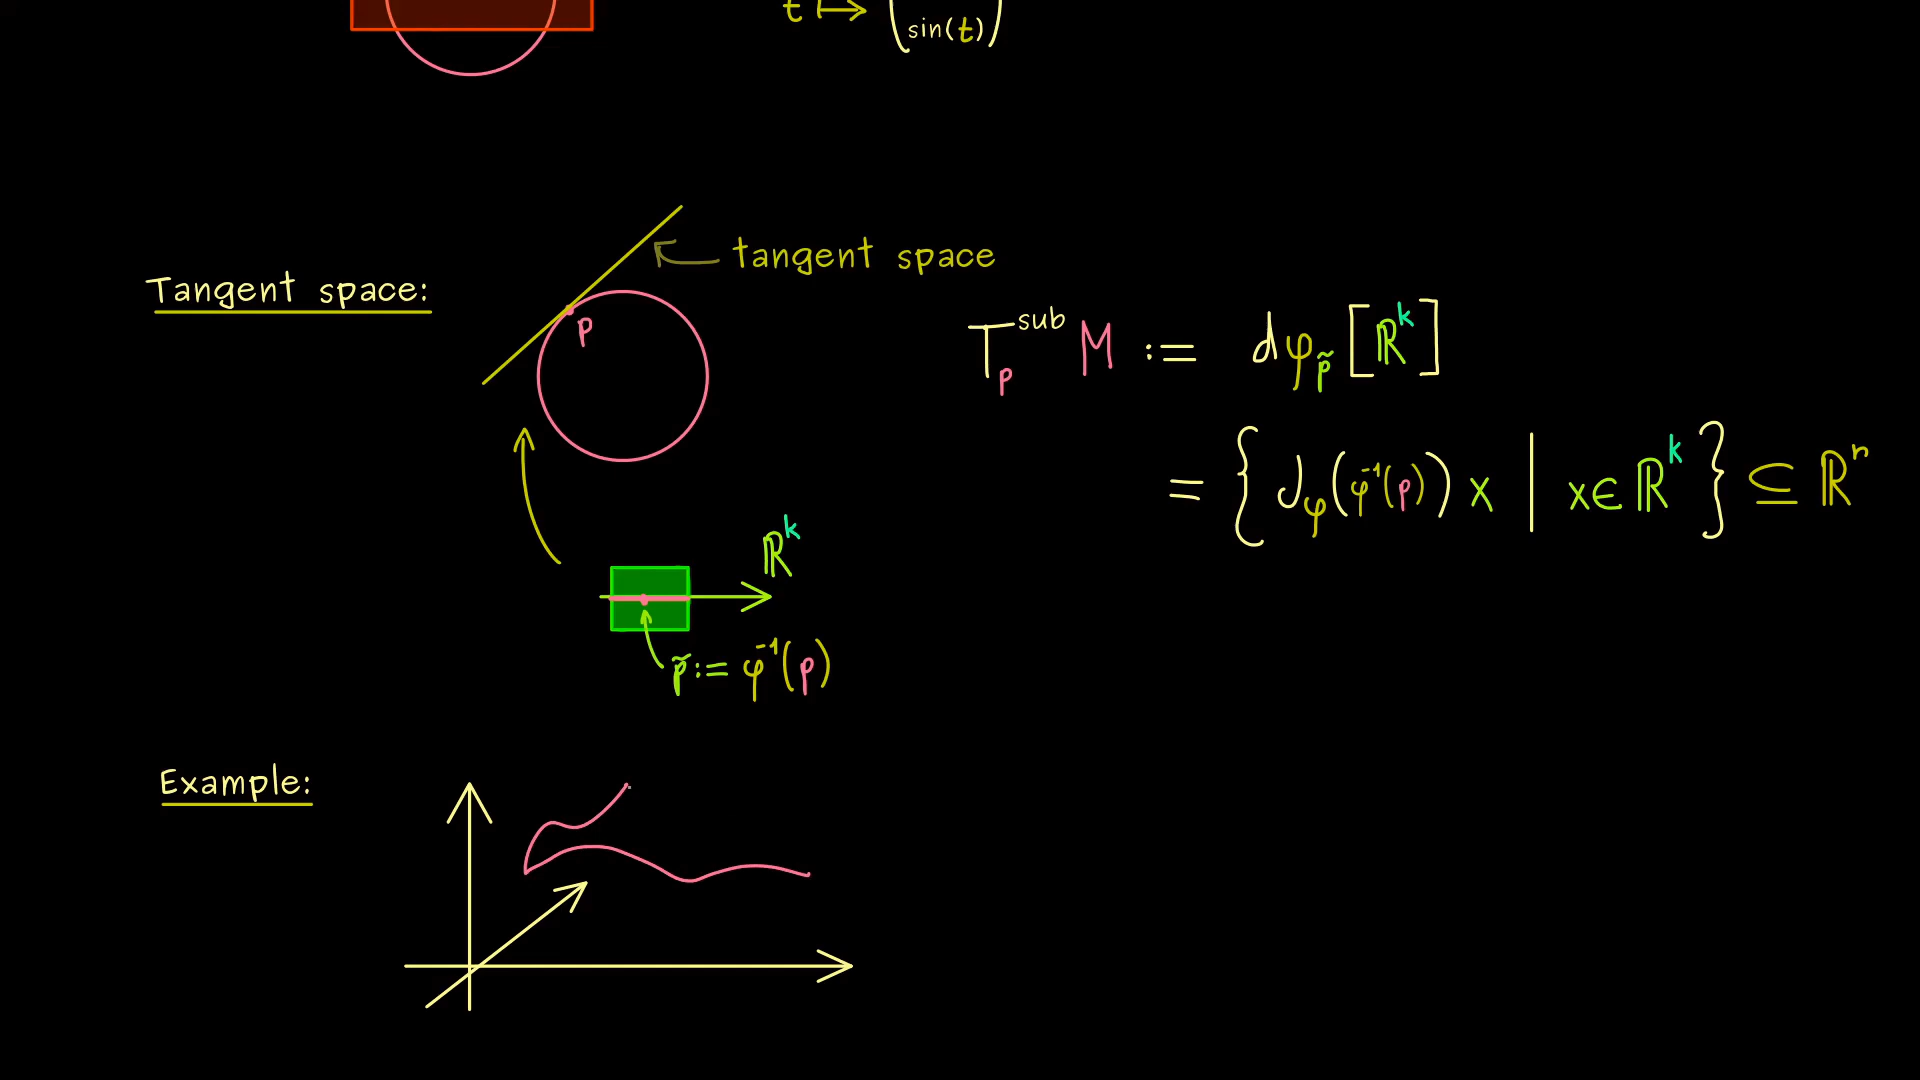 t ↦ ( sin(t) )
tangent space
Tangent space:
p
T_p^sub M := dφ_p̃ [ℝ^k]
= { J_φ(φ^-1(p)) x | x∈ℝ^k } ⊆ ℝ^n
ℝ^k
p̃ := φ^-1(p)
Example: